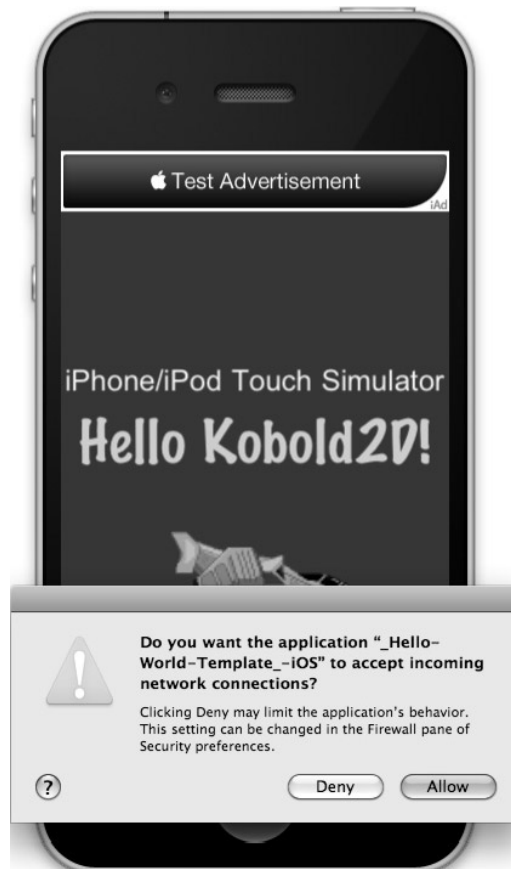 Test Advertisement
iAd
iPhone/iPod Touch Simulator
Hello Kobold2D!
Do you want the application “_Hello-
World-Template_-iOS” to accept incoming
network connections?
Clicking Deny may limit the application’s behavior.
This setting can be changed in the Firewall pane of
Security preferences.
?
Deny
Allow